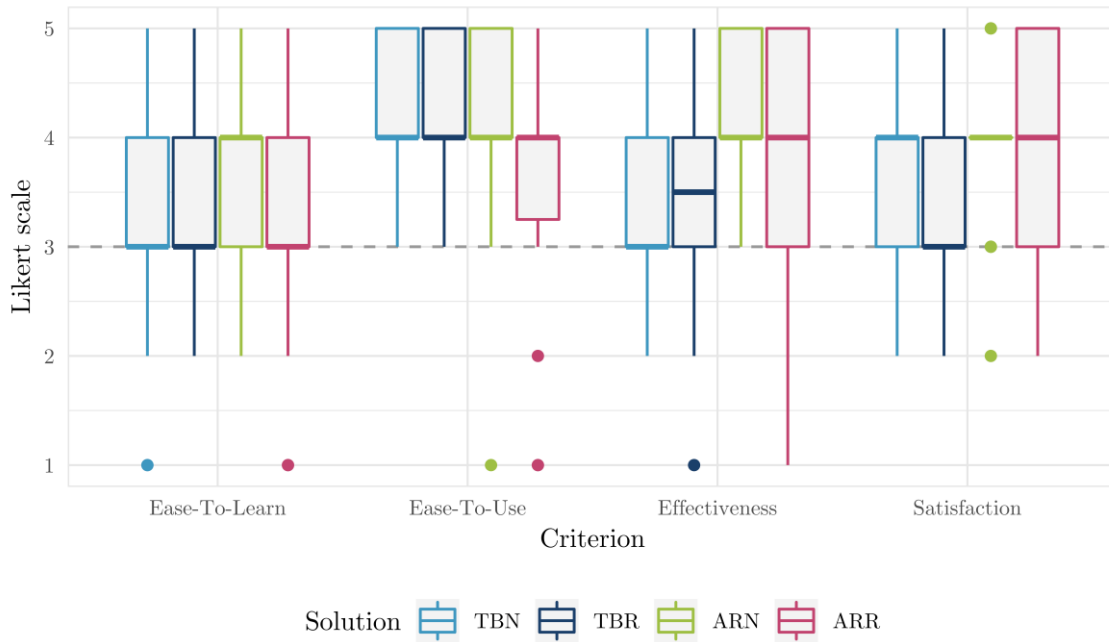 5
4
3
2
1
Likert scale
Ease-To-Learn Ease-To-Use Effectiveness Satisfaction
Criterion
Solution TBN TBR ARN ARR